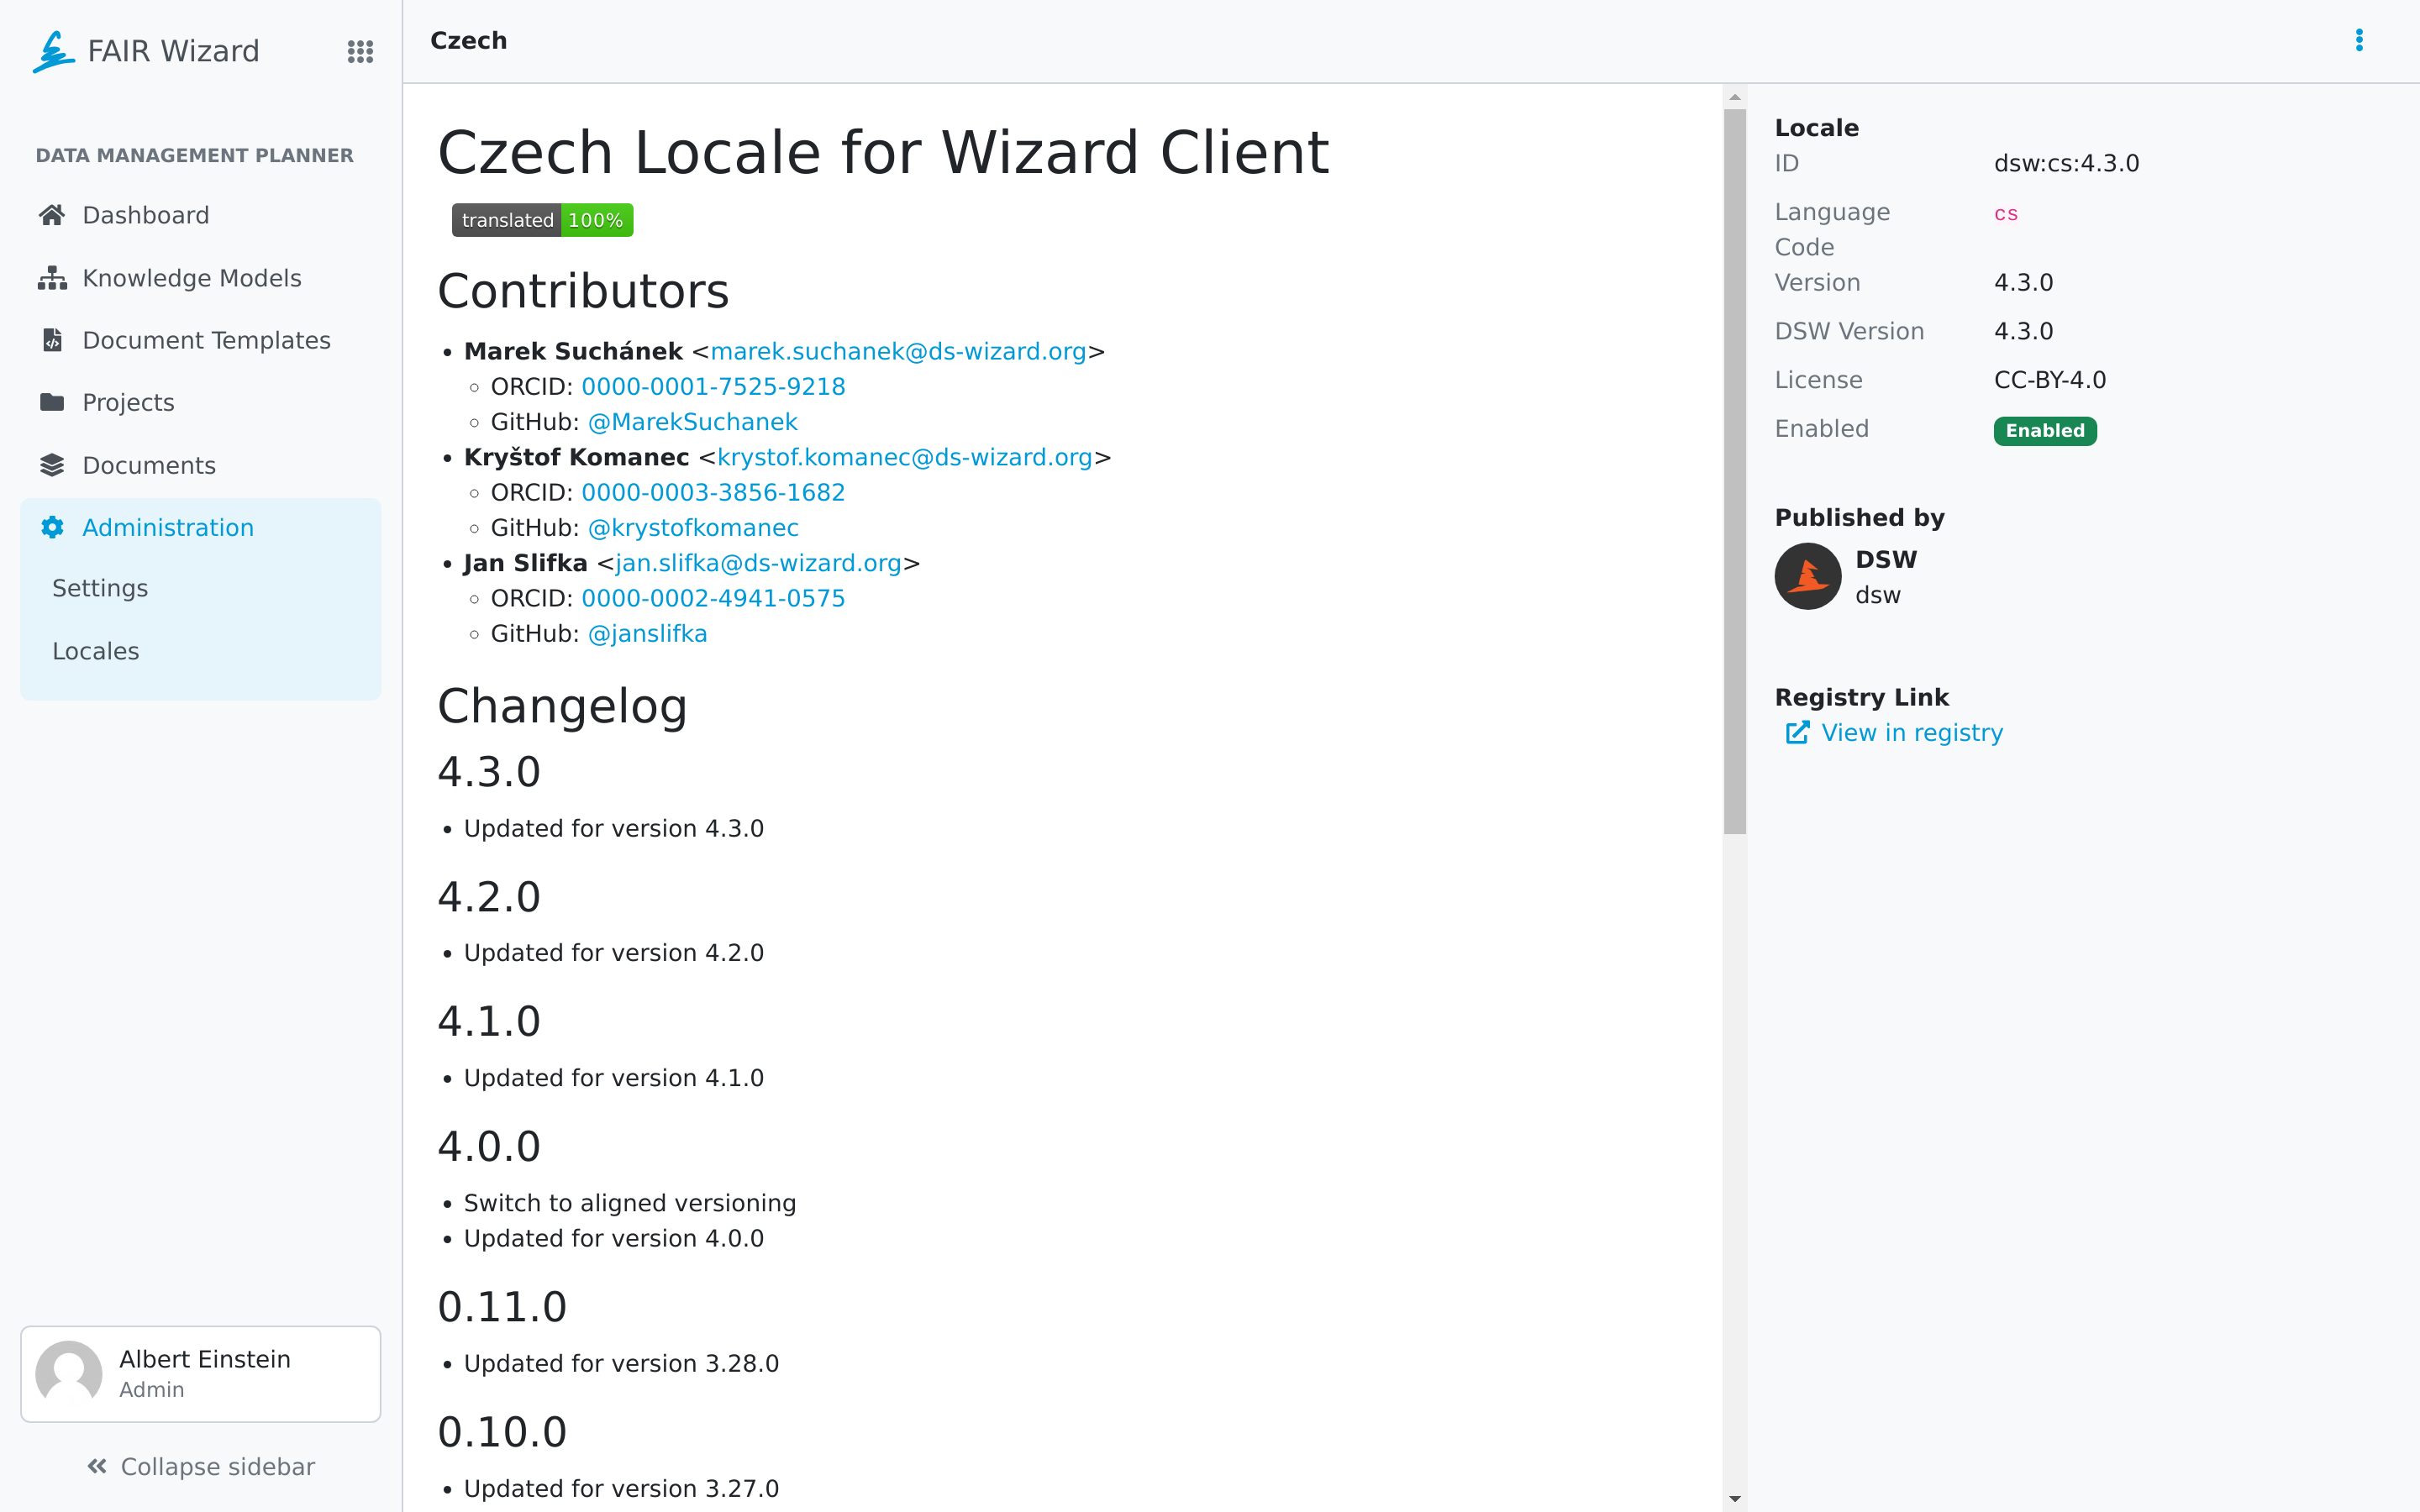 FAIR Wizard
DATA MANAGEMENT PLANNER
Dashboard
Knowledge Models
Document Templates
Projects
Documents
Administration
Settings
Locales
Albert Einstein
Admin
Collapse sidebar
Czech
Czech Locale for Wizard Client
translated 100%
Contributors
• Marek Suchánek <marek.suchanek@ds-wizard.org>
◦ ORCID: 0000-0001-7525-9218
◦ GitHub: @MarekSuchanek
• Kryštof Komanec <krystof.komanec@ds-wizard.org>
◦ ORCID: 0000-0003-3856-1682
◦ GitHub: @krystofkomanec
• Jan Slifka <jan.slifka@ds-wizard.org>
◦ ORCID: 0000-0002-4941-0575
◦ GitHub: @janslifka
Changelog
4.3.0
• Updated for version 4.3.0
4.2.0
• Updated for version 4.2.0
4.1.0
• Updated for version 4.1.0
4.0.0
• Switch to aligned versioning
• Updated for version 4.0.0
0.11.0
• Updated for version 3.28.0
0.10.0
• Updated for version 3.27.0
Locale
ID dsw:cs:4.3.0
Language Code cs
Version 4.3.0
DSW Version 4.3.0
License CC-BY-4.0
Enabled Enabled
Published by
DSW
dsw
Registry Link
View in registry